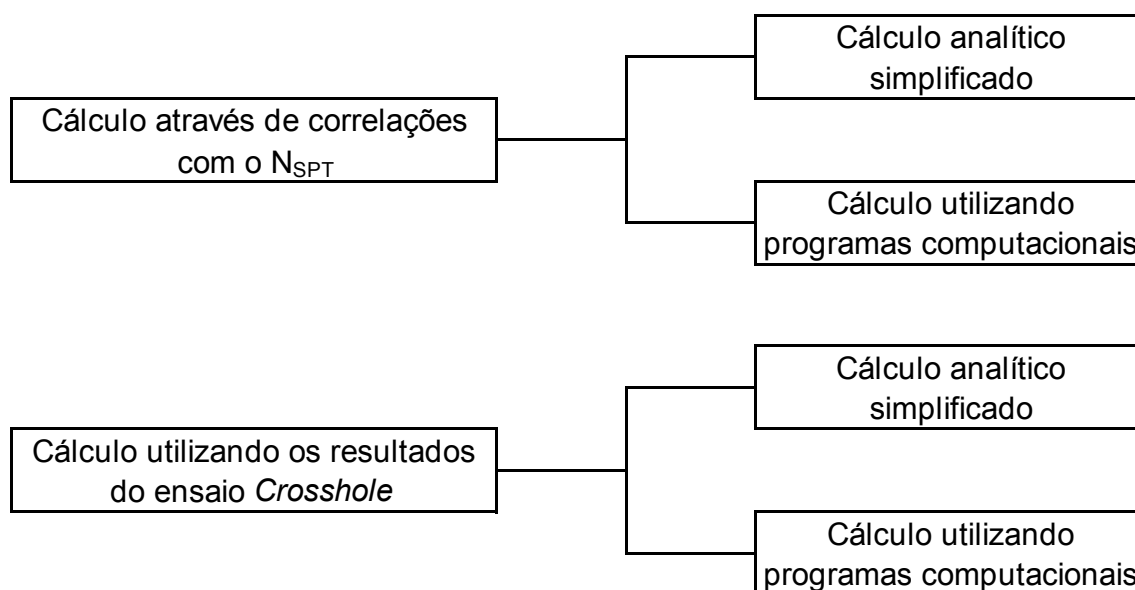 Cálculo analítico
simplificado
Cálculo através de correlações
com o NSPT
Cálculo utilizando
programas computacionais
Cálculo analítico
simplificado
Cálculo utilizando os resultados
do ensaio Crosshole
Cálculo utilizando
programas computacionais